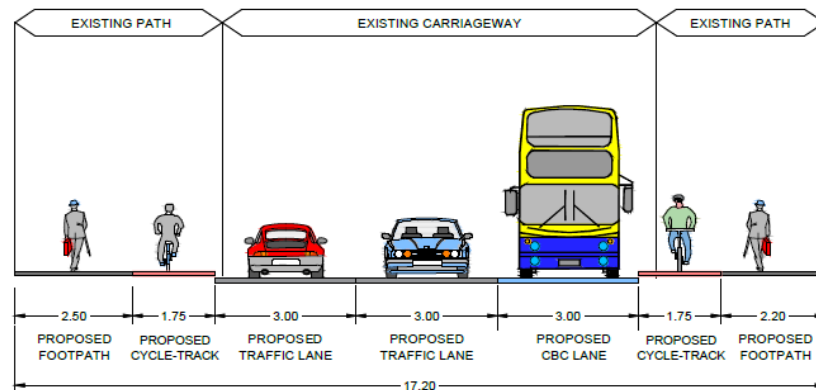 EXISTING PATH EXISTING CARRIAGEWAY EXISTING PATH
2.50 1.75 3.00 3.00 3.00 1.75 2.20
PROPOSED PROPOSED PROPOSED PROPOSED PROPOSED PROPOSED PROPOSED
FOOTPATH CYCLE-TRACK TRAFFIC LANE TRAFFIC LANE CBC LANE CYCLE-TRACK FOOTPATH
17.20